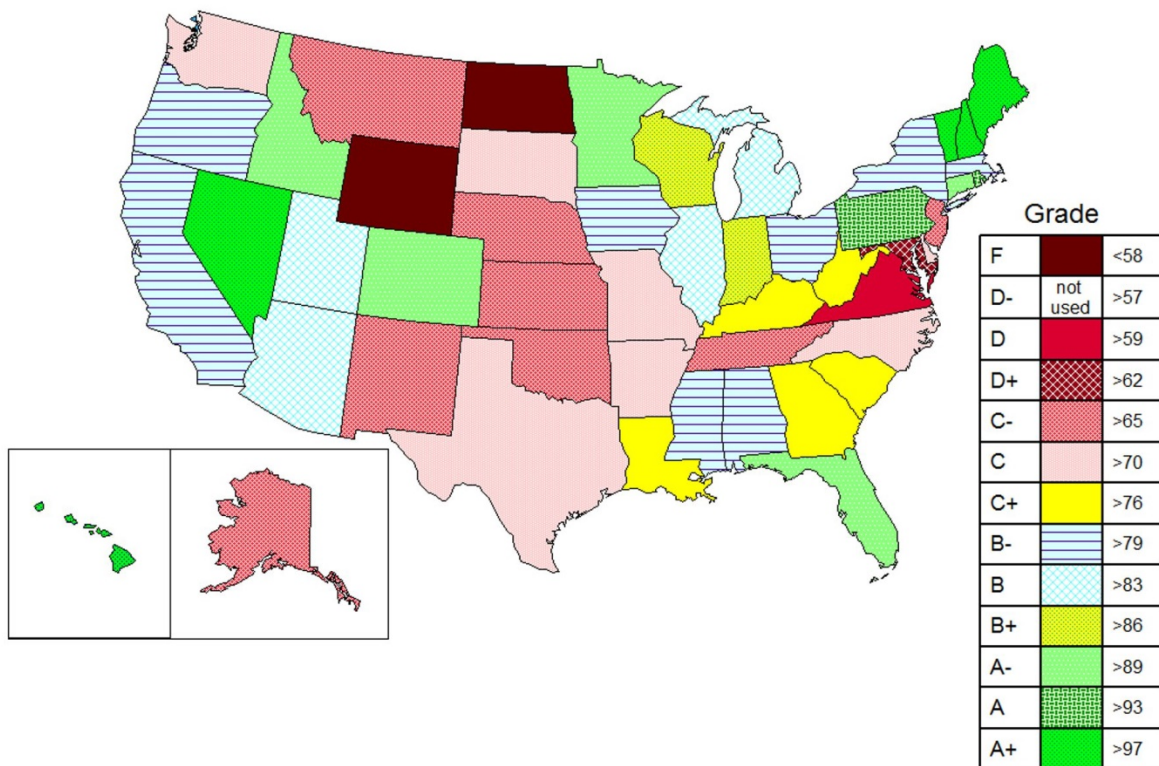 Grade
F <58
D- not used >57
D >59
D+ >62
C- >65
C >70
C+ >76
B- >79
B >83
B+ >86
A- >89
A >93
A+ >97